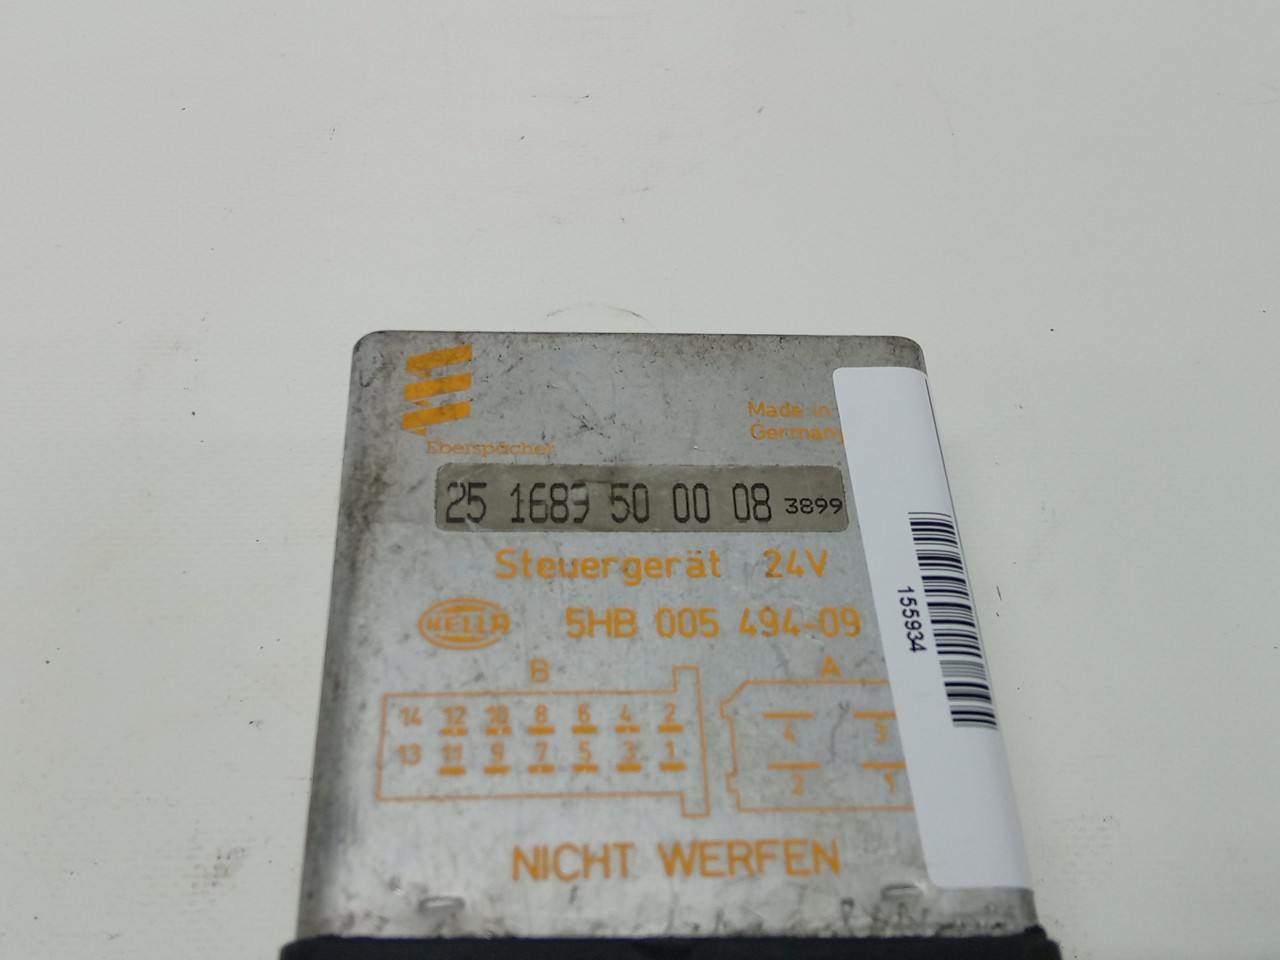 Made in
Germany
Eberspächer
25 1689 50 00 08 3899
Steuergerät 24V
HELLA 5HB 005 494-09
B A
14 12 10 8 6 4 2
13 11 9 7 5 3 1
4 3
2 1
NICHT WERFEN
155934